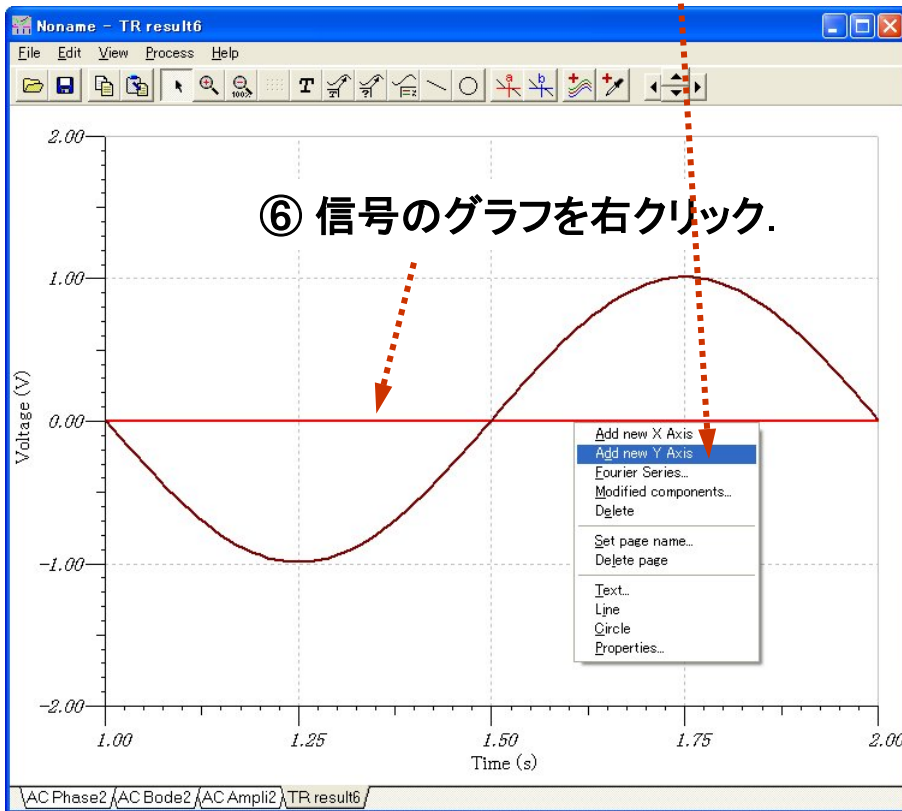 Noname - TR result6
File Edit View Process Help
100%
T T ? z a b
2.00
⑥ 信号のグラフを右クリック.
1.00
Voltage (V)
0.00
Add new X Axis
Add new Y Axis
Fourier Series...
Modified components...
Delete
Set page name...
Delete page
Text...
Line
Circle
Properties...
-1.00
-2.00
1.00 1.25 1.50 1.75 2.00
Time (s)
AC Phase2 AC Bode2 AC Ampli2 TR result6